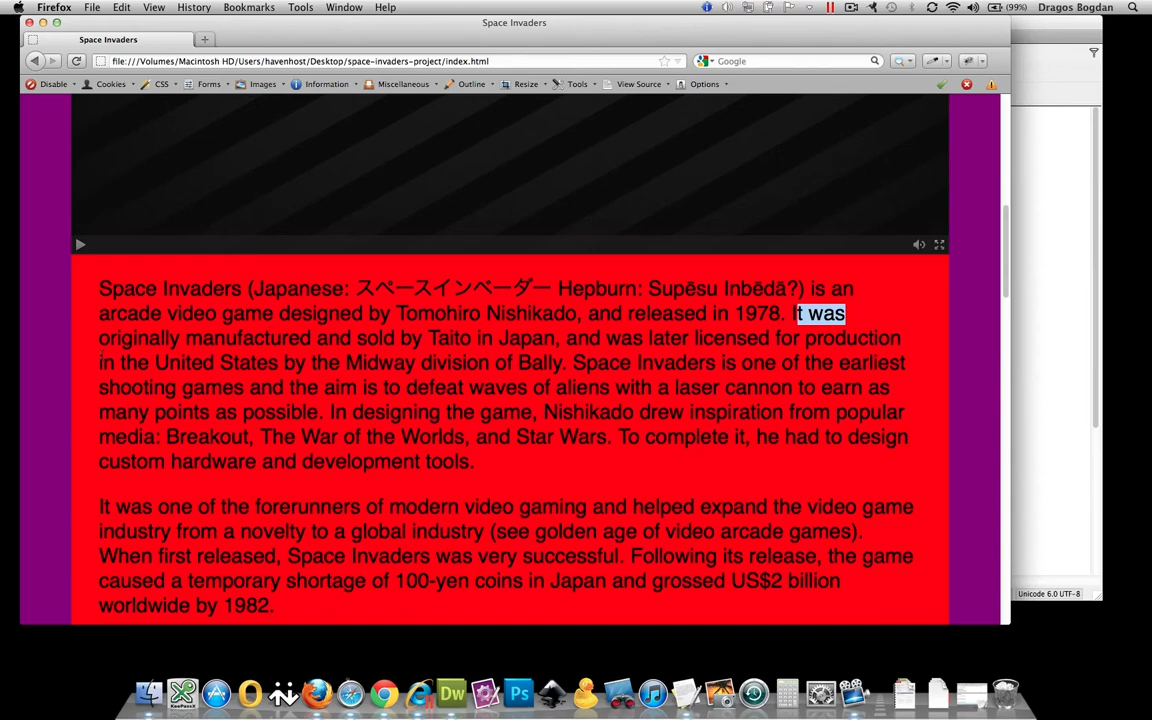 Firefox File Edit View History Bookmarks Tools Window Help (99%) Dragos Bogdan
Space Invaders
Space Invaders
file:///Volumes/Macintosh HD/Users/havenhost/Desktop/space-invaders-project/index.html Google
Disable Cookies CSS Forms Images Information Miscellaneous Outline Resize Tools View Source Options
Space Invaders (Japanese: スペースインベーダー Hepburn: Supēsu Inbēdā?) is an
arcade video game designed by Tomohiro Nishikado, and released in 1978. It was
originally manufactured and sold by Taito in Japan, and was later licensed for production
in the United States by the Midway division of Bally. Space Invaders is one of the earliest
shooting games and the aim is to defeat waves of aliens with a laser cannon to earn as
many points as possible. In designing the game, Nishikado drew inspiration from popular
media: Breakout, The War of the Worlds, and Star Wars. To complete it, he had to design
custom hardware and development tools.
It was one of the forerunners of modern video gaming and helped expand the video game
industry from a novelty to a global industry (see golden age of video arcade games).
When first released, Space Invaders was very successful. Following its release, the game
caused a temporary shortage of 100-yen coins in Japan and grossed US$2 billion
worldwide by 1982.
Unicode 6.0 UTF-8
KeePassX Dw Ps